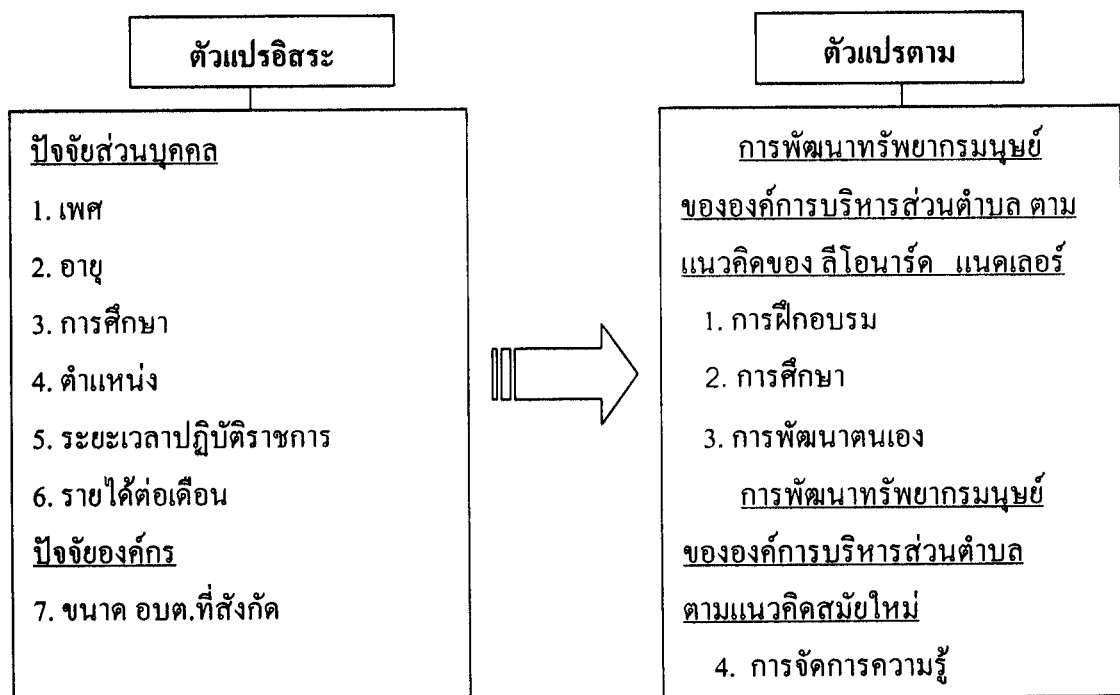 ตัวแปรอิสระ
ปัจจัยส่วนบุคคล
1. เพศ
2. อายุ
3. การศึกษา
4. ตำแหน่ง
5. ระยะเวลาปฏิบัติราชการ
6. รายได้ต่อเดือน
ปัจจัยองค์กร
7. ขนาด อบต.ที่สังกัด
ตัวแปรตาม
การพัฒนาทรัพยากรมนุษย์
ขององค์การบริหารส่วนตำบล ตาม
แนวคิดของ ลีโอนาร์ด แนดเลอร์
1. การฝึกอบรม
2. การศึกษา
3. การพัฒนาตนเอง
การพัฒนาทรัพยากรมนุษย์
ขององค์การบริหารส่วนตำบล
ตามแนวคิดสมัยใหม่
4. การจัดการความรู้